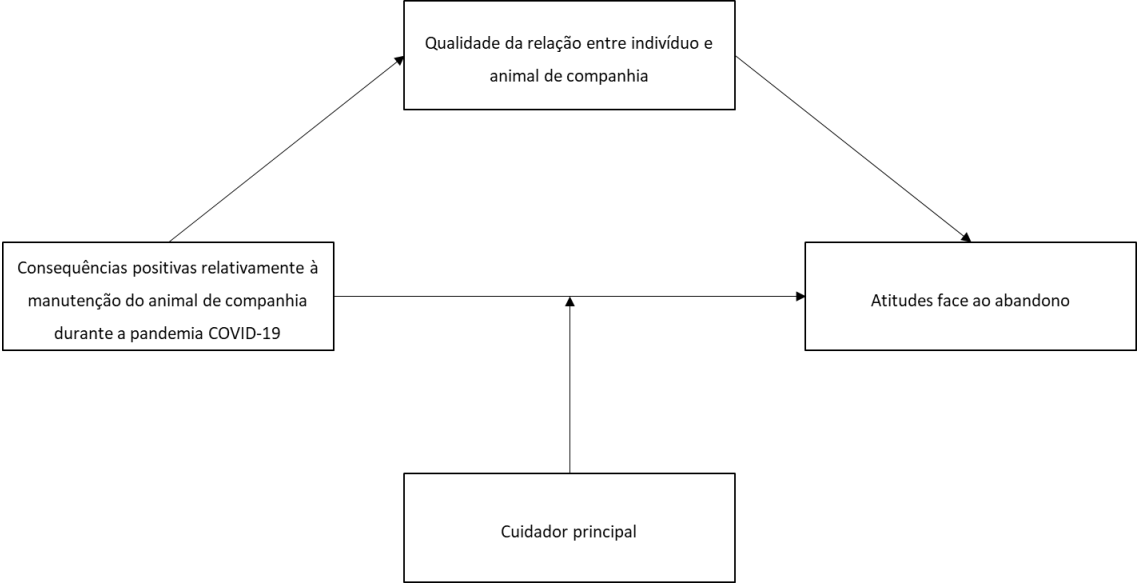 Qualidade da relação entre indivíduo e
animal de companhia
Consequências positivas relativamente à
manutenção do animal de companhia
durante a pandemia COVID-19
Atitudes face ao abandono
Cuidador principal